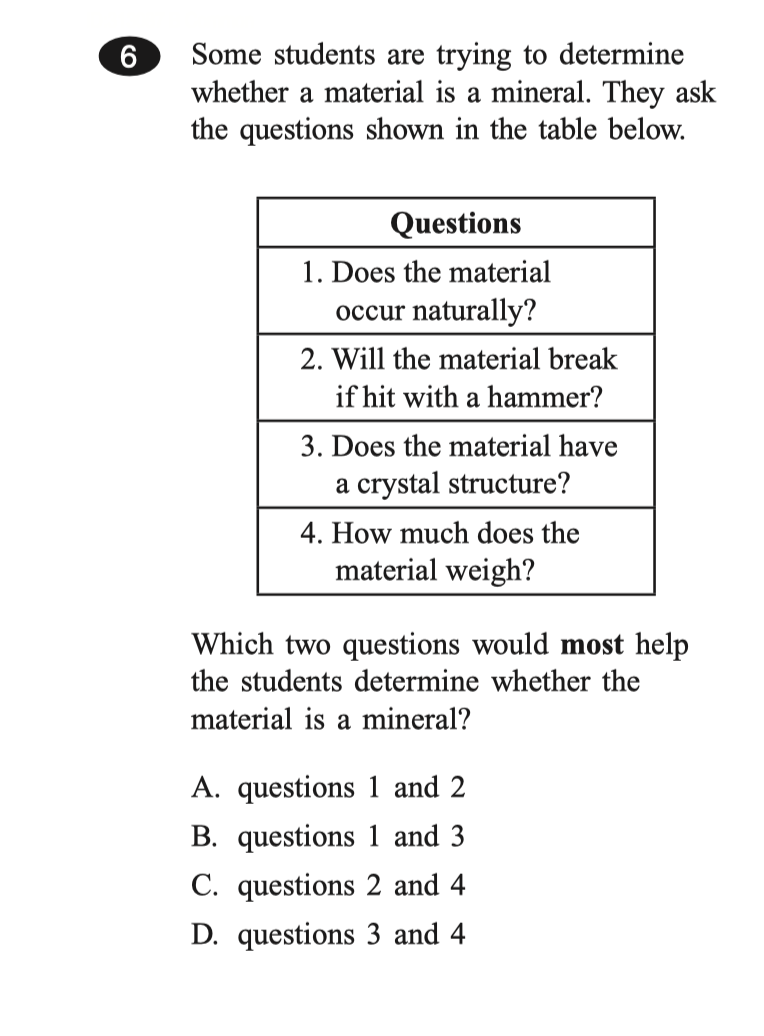 6 Some students are trying to determine
whether a material is a mineral. They ask
the questions shown in the table below.
Questions
1. Does the material
occur naturally?
2. Will the material break
if hit with a hammer?
3. Does the material have
a crystal structure?
4. How much does the
material weigh?
Which two questions would most help
the students determine whether the
material is a mineral?
A. questions 1 and 2
B. questions 1 and 3
C. questions 2 and 4
D. questions 3 and 4